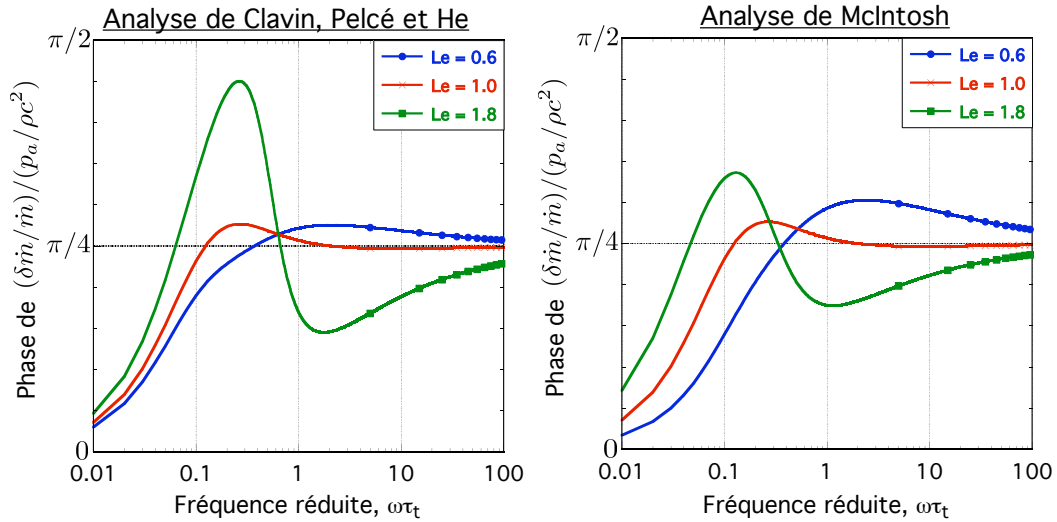 Analyse de Clavin, Pelcé et He
π/2
π/4
0
Phase de (δṁ/ṁ)/(pₐ/ρc²)
Le = 0.6
Le = 1.0
Le = 1.8
0.01
0.1
1
10
100
Fréquence réduite, ωτₜ
Analyse de McIntosh
π/2
π/4
0
Phase de (δṁ/ṁ)/(pₐ/ρc²)
Le = 0.6
Le = 1.0
Le = 1.8
0.01
0.1
1
10
100
Fréquence réduite, ωτₜ